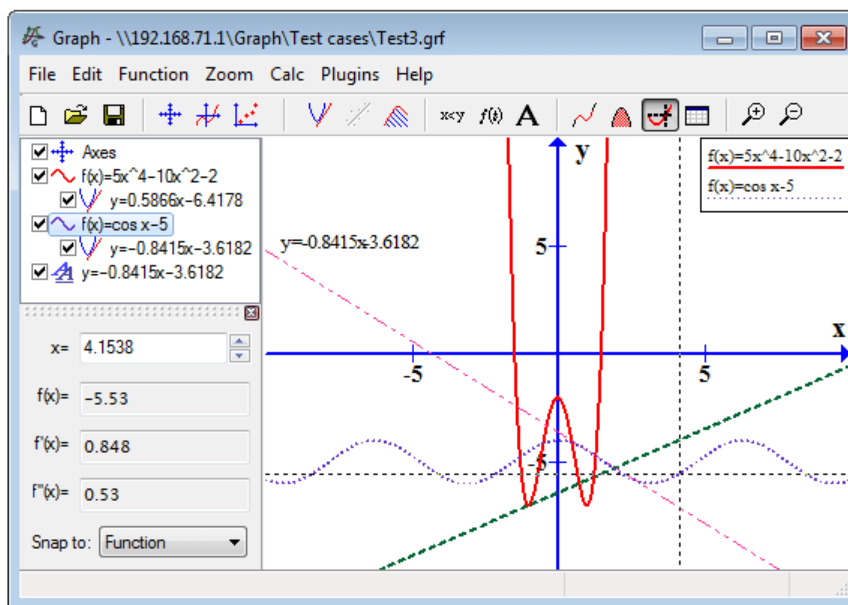 Graph - \\192.168.71.1\Graph\Test cases\Test3.grf
File Edit Function Zoom Calc Plugins Help
x<y f(t) A
Axes
f(x)=5x^4-10x^2-2
y=0.5866x-6.4178
f(x)=cos x-5
y=-0.8415x-3.6182
y=-0.8415x-3.6182
x= 4.1538
f(x)= -5.53
f'(x)= 0.848
f''(x)= 0.53
Snap to: Function
y
f(x)=5x^4-10x^2-2
f(x)=cos x-5
y=-0.8415x-3.6182
5
x
-5
5
-5